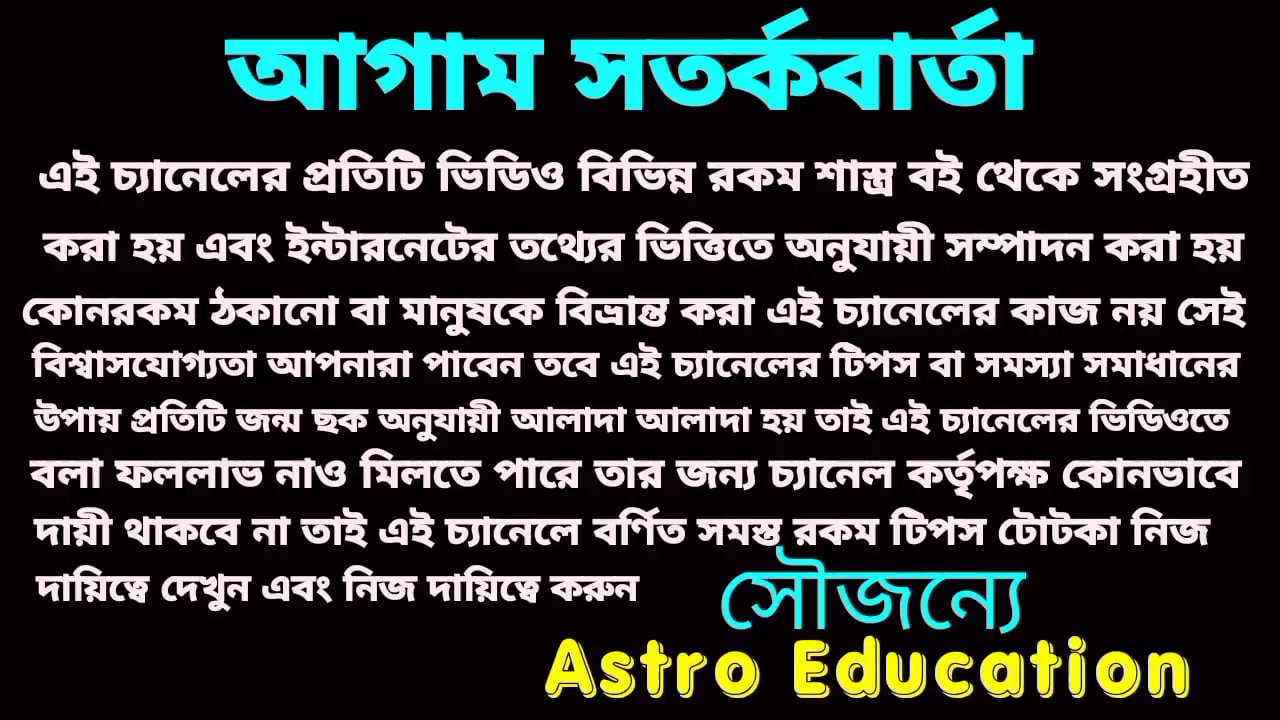 আগাম সতর্কবার্তা
এই চ্যানেলের প্রতিটি ভিডিও বিভিন্ন রকম শাস্ত্র বই থেকে সংগ্রহীত
করা হয় এবং ইন্টারনেটের তথ্যের ভিত্তিতে অনুযায়ী সম্পাদন করা হয়
কোনরকম ঠকানো বা মানুষকে বিভ্রান্ত করা এই চ্যানেলের কাজ নয় সেই
বিশ্বাসযোগ্যতা আপনারা পাবেন তবে এই চ্যানেলের টিপস বা সমস্যা সমাধানের
উপায় প্রতিটি জন্ম ছক অনুযায়ী আলাদা আলাদা হয় তাই এই চ্যানেলের ভিডিওতে
বলা ফললাভ নাও মিলতে পারে তার জন্য চ্যানেল কর্তৃপক্ষ কোনভাবে
দায়ী থাকবে না তাই এই চ্যানেলে বর্ণিত সমস্ত রকম টিপস টোটকা নিজ
দায়িত্বে দেখুন এবং নিজ দায়িত্বে করুন
সৌজন্যে
Astro Education